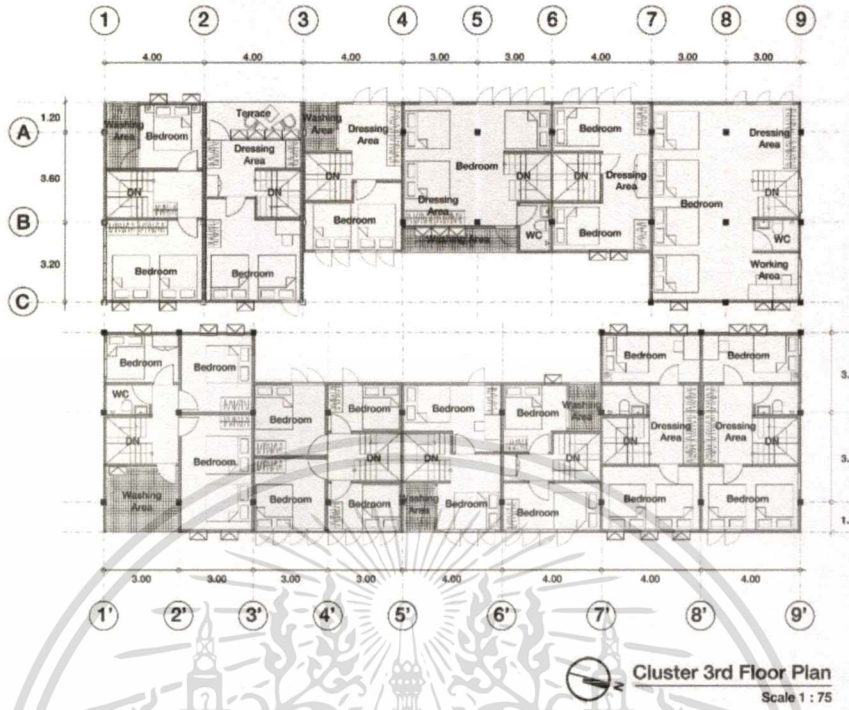 1 2 3 4 5 6 7 8 9
4.00 4.00 4.00 3.00 3.00 4.00 3.00 3.00
1.20
3.60
3.20
A
B
C
Washing
Area
Bedroom
DN
Bedroom
Terrace
Dressing
Area
DN
Bedroom
Washing
Area
Dressing
Area
DN
Bedroom
Bedroom
DN
Dressing
Area
WC
Washing Area
Bedroom
DN
Dressing
Area
Bedroom
Dressing
Area
Bedroom
DN
WC
Working
Area
Bedroom
WC
DN
Washing
Area
Bedroom
Bedroom
Bedroom
Bedroom
Bedroom
DN
Bedroom
Bedroom
DN
Washing
Area
Bedroom
Bedroom
Washing
Area
DN
Bedroom
Bedroom
Dressing
Area
DN
Bedroom
Bedroom
Dressing
Area
DN
Bedroom
3.
3.
1.
3.00 3.00 3.00 3.00 4.00 4.00 4.00 4.00
1' 2' 3' 4' 5' 6' 7' 8' 9'
N
Cluster 3rd Floor Plan
Scale 1 : 75